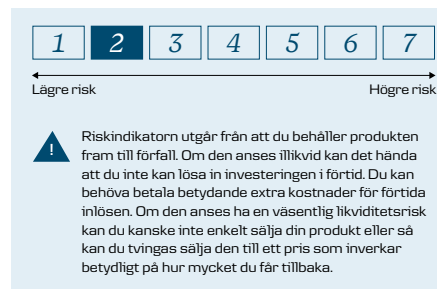 1 2 3 4 5 6 7
Lägre risk Högre risk
!
Riskindikatorn utgår från att du behåller produkten
fram till förfall. Om den anses illikvid kan det hända
att du inte kan lösa in investeringen i förtid. Du kan
behöva betala betydande extra kostnader för förtida
inlösen. Om den anses ha en väsentlig likviditetsrisk
kan du kanske inte enkelt sälja din produkt eller så
kan du tvingas sälja den till ett pris som inverkar
betydligt på hur mycket du får tillbaka.